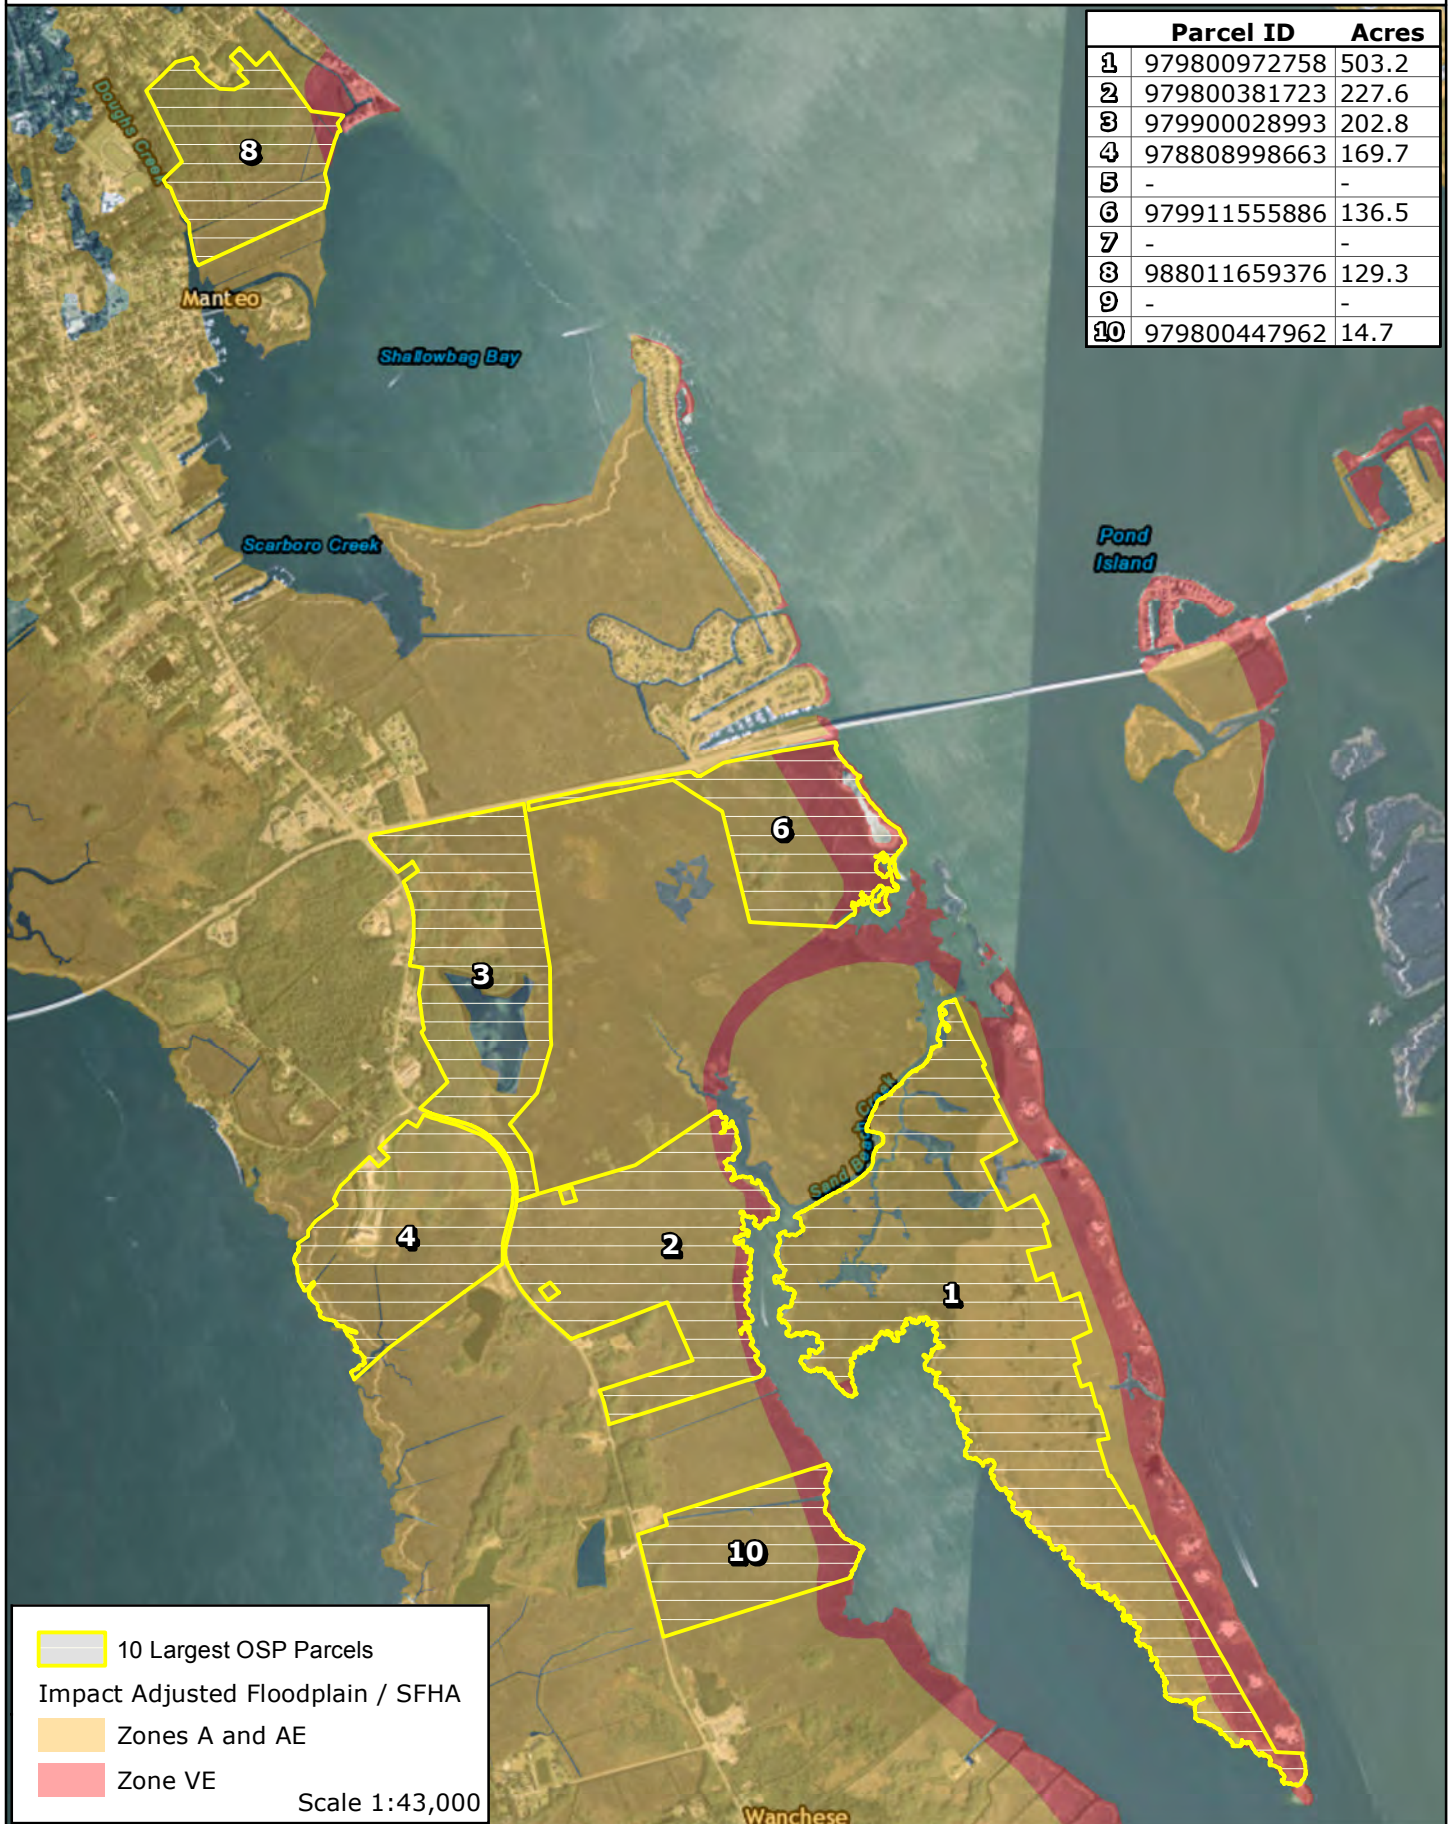 Parcel ID Acres
1 979800972758 503.2
2 979800381723 227.6
3 979900028993 202.8
4 978808998663 169.7
5 - -
6 979911555886 136.5
7 - -
8 988011659376 129.3
9 - -
10 979800447962 14.7
Doughs Creek
8
Manteo
Shallowbag Bay
Scarboro Creek
Pond
Island
6
3
Sand Beach Creek
4
2
1
10
10 Largest OSP Parcels
Impact Adjusted Floodplain / SFHA
Zones A and AE
Zone VE
Scale 1:43,000
Wanchese